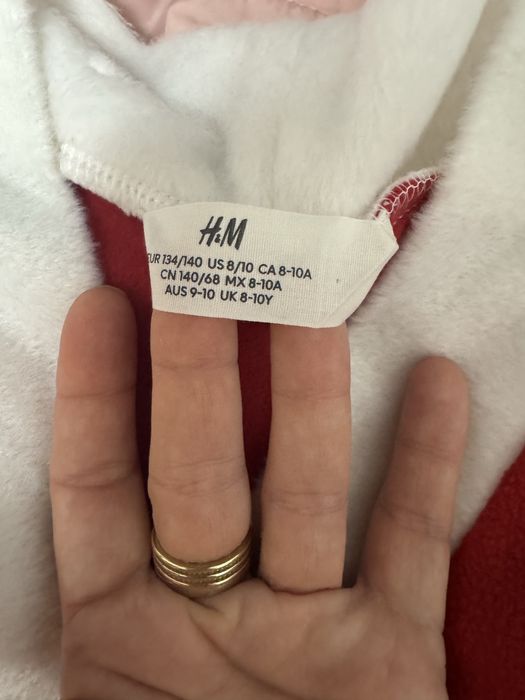 H&M
EUR 134/140 US 8/10 CA 8-10A
CN 140/68 MX 8-10A
AUS 9-10 UK 8-10Y